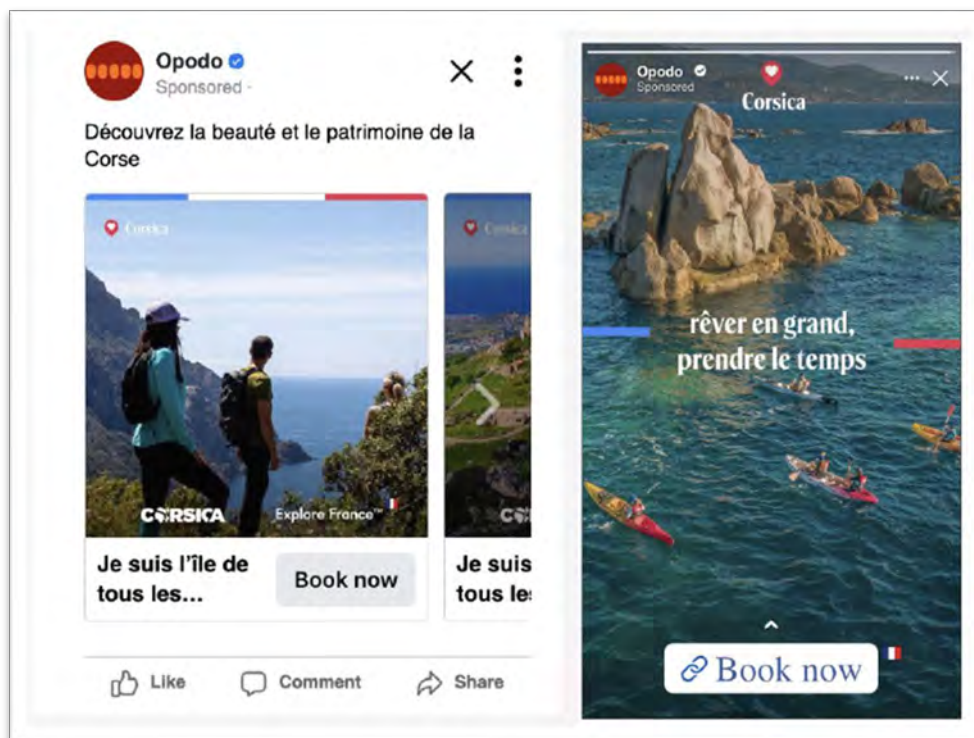 Opodo
Sponsored ·
Découvrez la beauté et le patrimoine de la
Corse
Corsica
CORSICA
Explore France™
Je suis l'île de
tous les...
Book now
Corsica
Je suis
tous les
Like
Comment
Share
Opodo
Sponsored
Corsica
rêver en grand,
prendre le temps
Book now